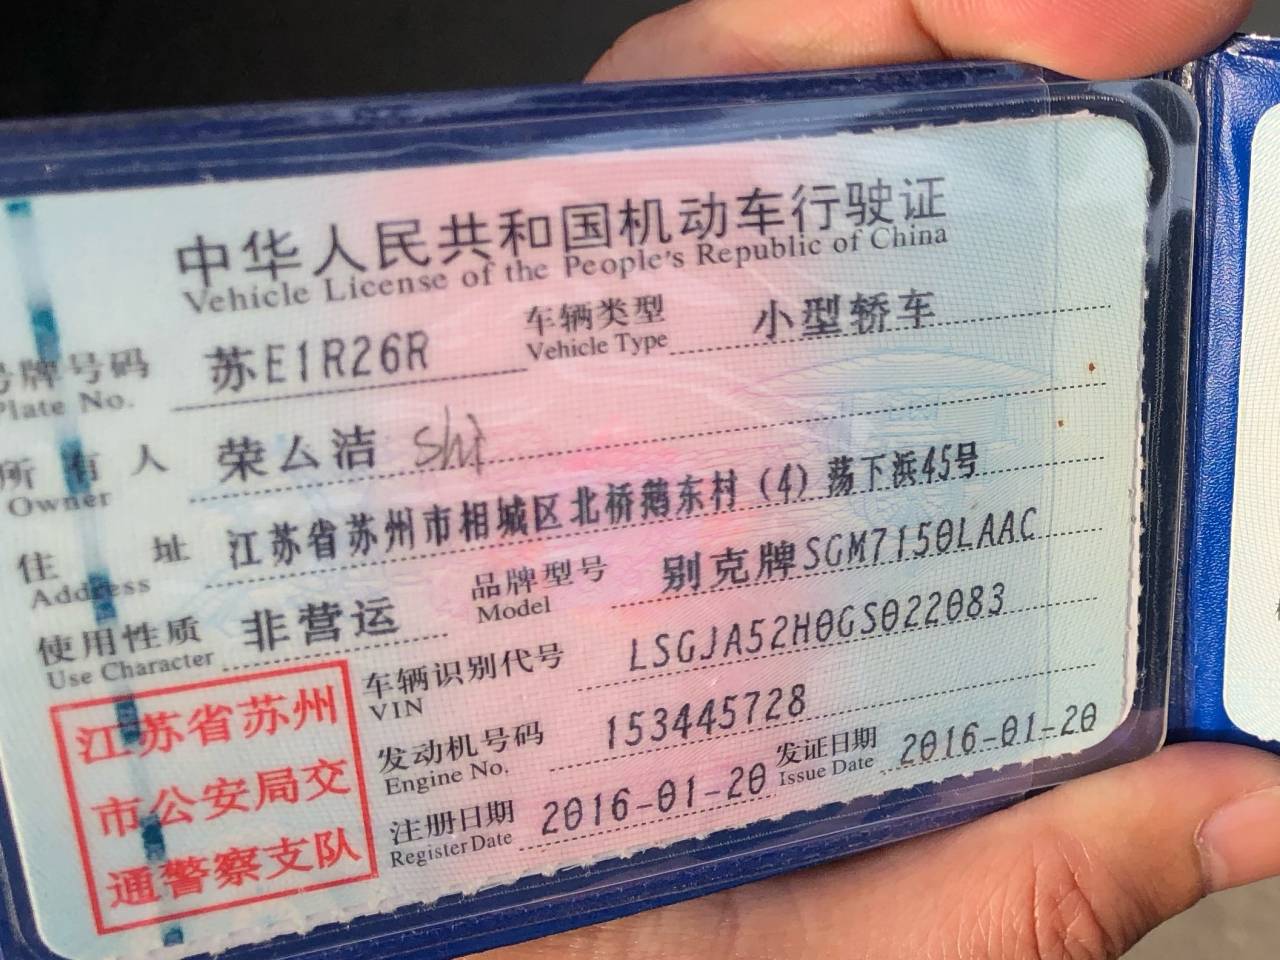 中华人民共和国机动车行驶证
Vehicle License of the People's Republic of China
号牌号码 苏E1R26R 车辆类型 小型轿车
Plate No. Vehicle Type
所有人 荣么洁
Owner
住址 江苏省苏州市相城区北桥鹅东村（4）荡下浜45号
Address
使用性质 非营运 品牌型号 别克牌SGM7150LAAC
Use Character Model
车辆识别代号 LSGJA52H0GS022083
VIN
发动机号码 153445728
Engine No.
注册日期 2016-01-20 发证日期 2016-01-20
Register Date Issue Date
江苏省苏州
市公安局交
通警察支队